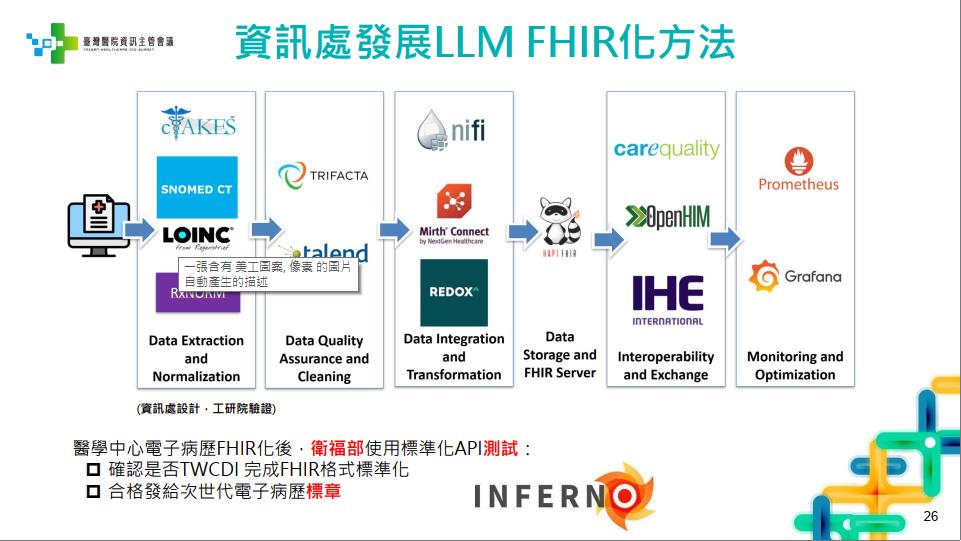 臺灣醫院資訊主管會議
TAIWAN HEALTHCARE CIO SUMMIT
資訊處發展LLM FHIR化方法
cTAKES
SNOMED CT
LOINC
from Regenstrief
RxNORM
Data Extraction
and
Normalization
TRIFACTA
talend
一張含有 美工圖案, 像素 的圖片
自動產生的描述
Data Quality
Assurance and
Cleaning
nifi
Mirth Connect
by NextGen Healthcare
REDOX
Data Integration
and
Transformation
HAPI FHIR
Data
Storage and
FHIR Server
carequality
OpenHIM
IHE
INTERNATIONAL
Interoperability
and Exchange
Prometheus
Grafana
Monitoring and
Optimization
(資訊處設計，工研院驗證)
醫學中心電子病歷FHIR化後，衛福部使用標準化API測試：
確認是否TWCDI 完成FHIR格式標準化
合格發給次世代電子病歷標章
INFERNO
26